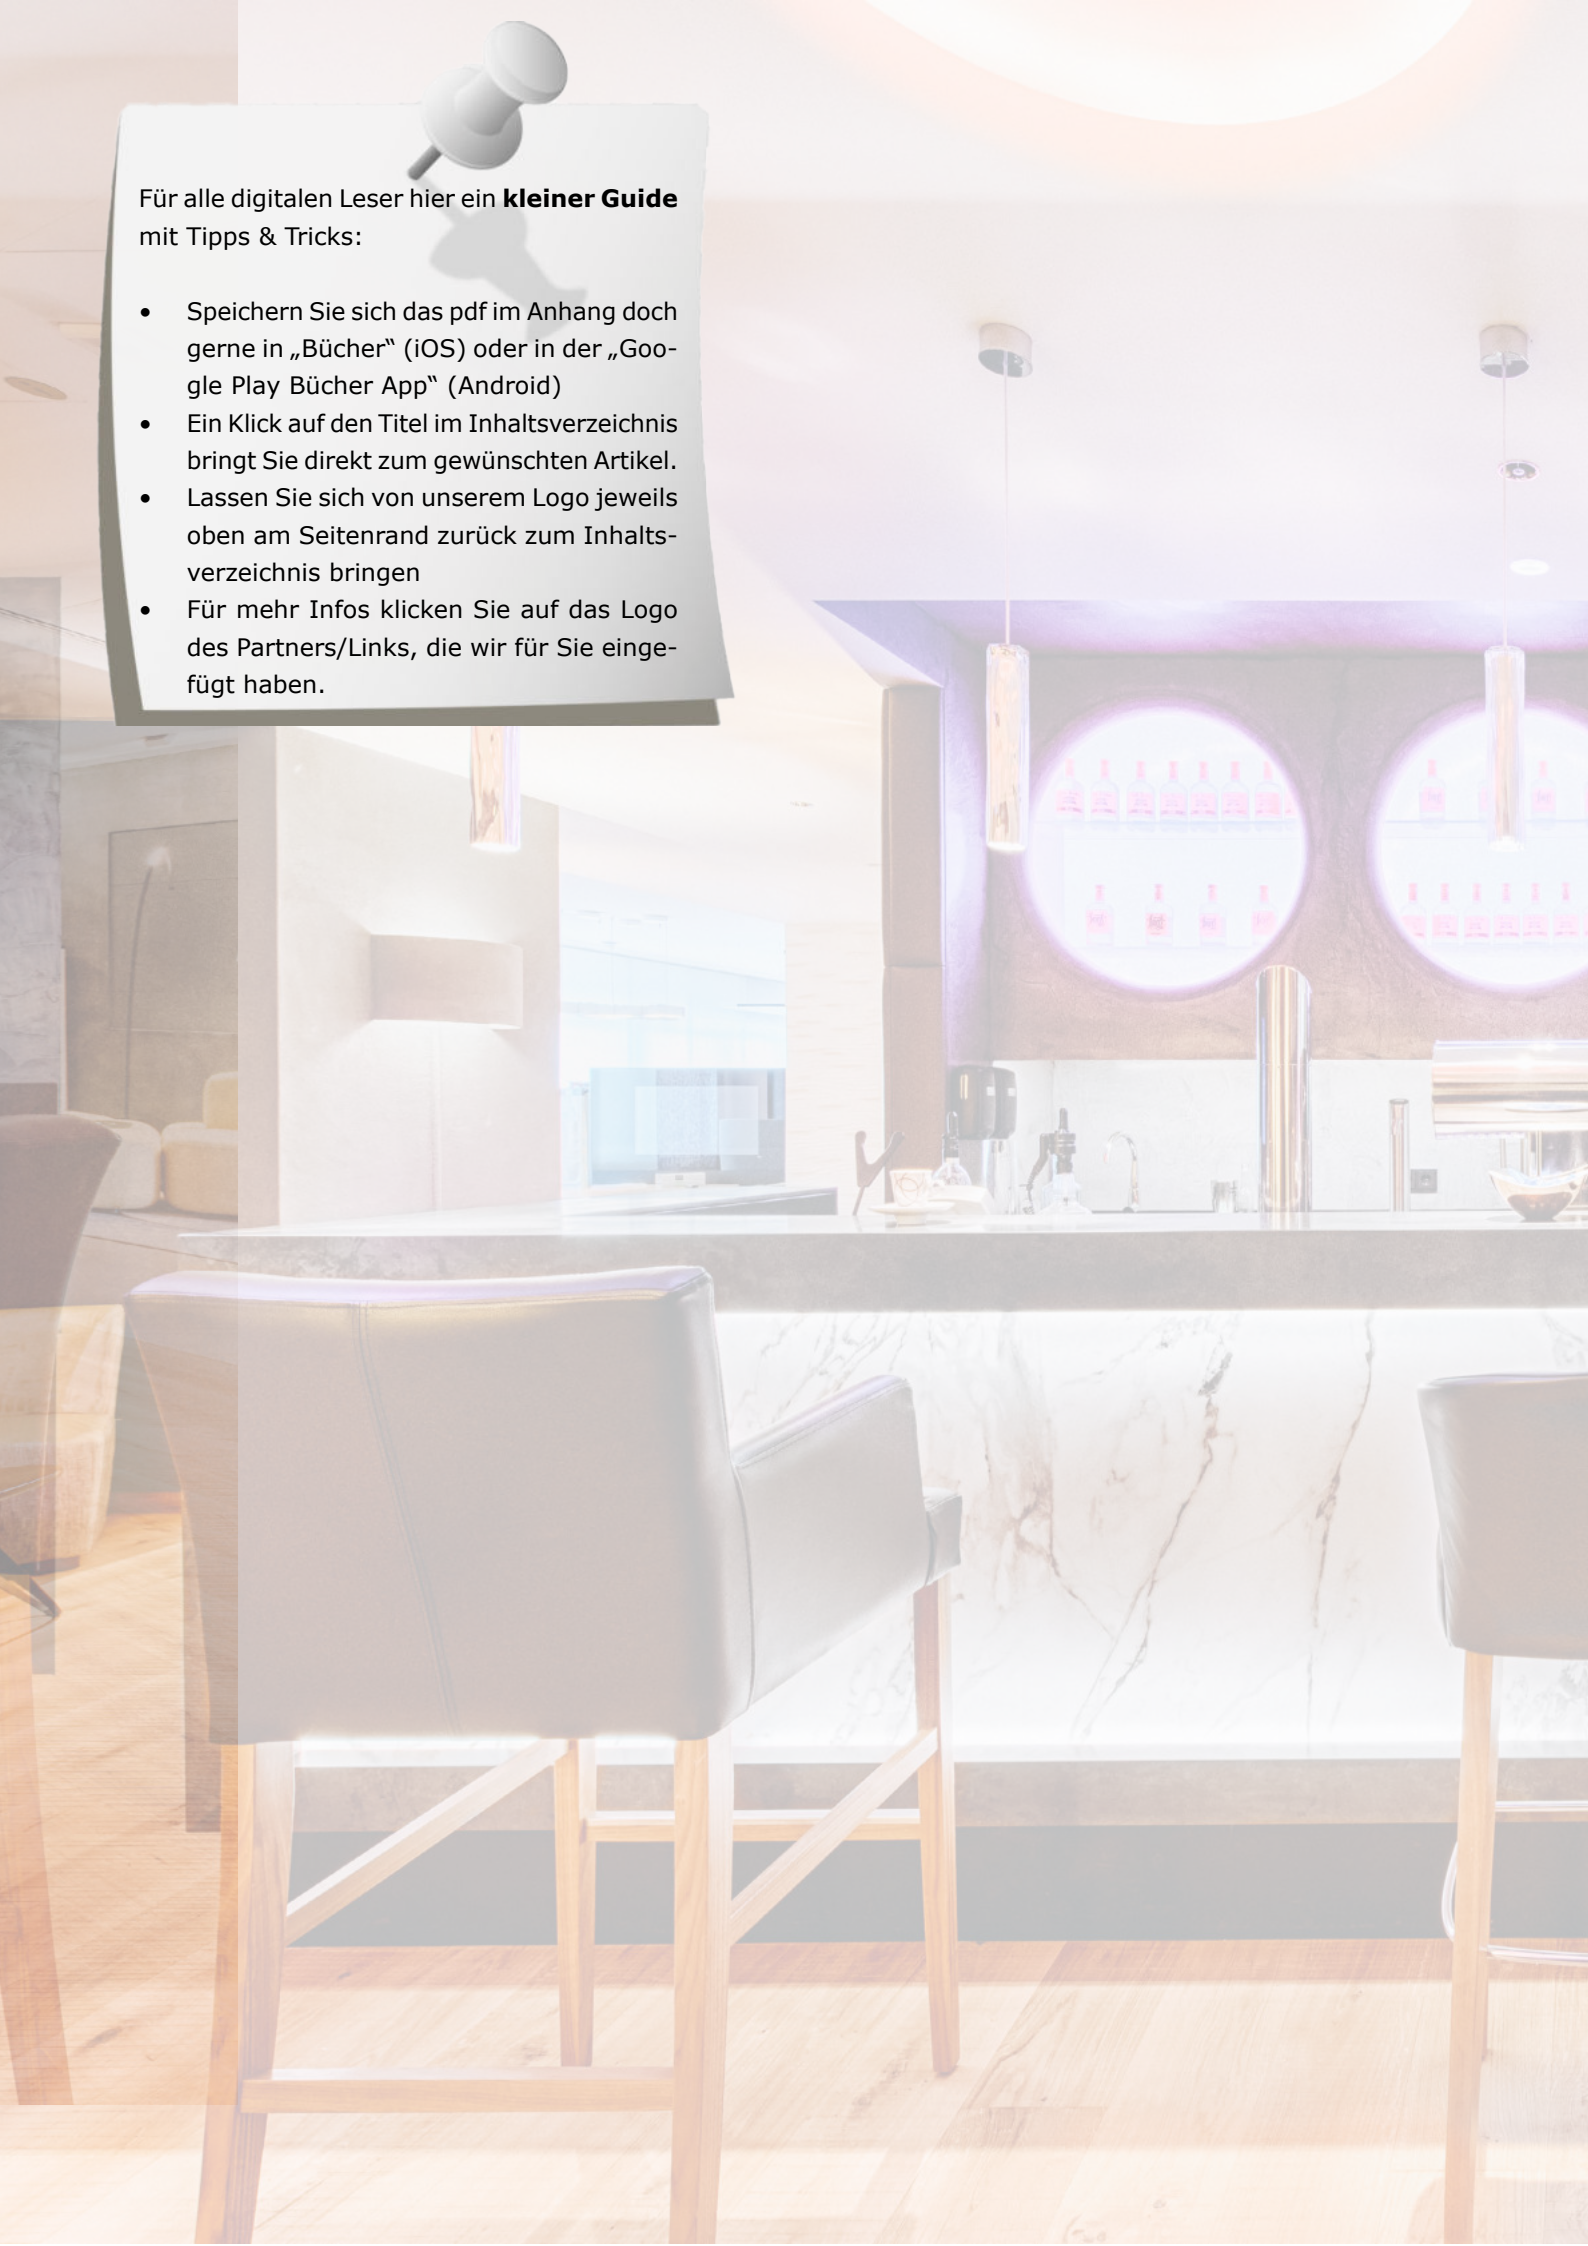 Für alle digitalen Leser hier ein kleiner Guide
mit Tipps & Tricks:
• Speichern Sie sich das pdf im Anhang doch
gerne in „Bücher“ (iOS) oder in der „Goo-
gle Play Bücher App“ (Android)
• Ein Klick auf den Titel im Inhaltsverzeichnis
bringt Sie direkt zum gewünschten Artikel.
• Lassen Sie sich von unserem Logo jeweils
oben am Seitenrand zurück zum Inhalts-
verzeichnis bringen
• Für mehr Infos klicken Sie auf das Logo
des Partners/Links, die wir für Sie einge-
fügt haben.